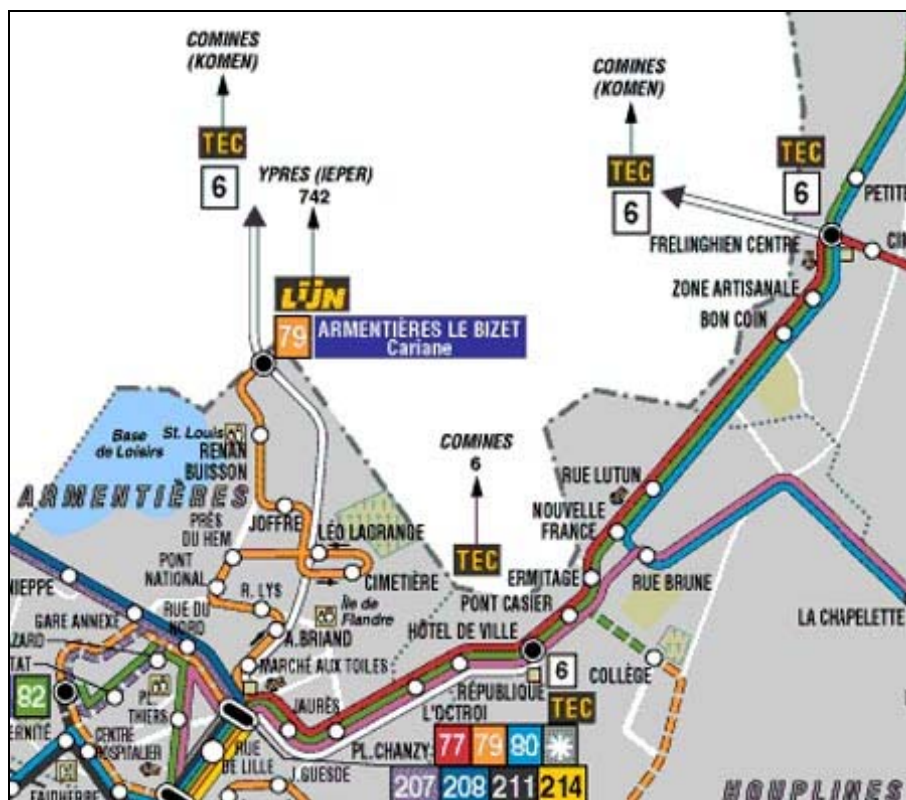 COMINES
(KOMEN)
TEC
6
YPRES (IEPER)
742
LIJN
79
ARMENTIÈRES LE BIZET
Cariane
COMINES
(KOMEN)
TEC
6
TEC
6
PETITE
FRELINGHIEN CENTRE
ZONE ARTISANALE
BON COIN
Base
de Loisirs
St. Louis
RENAN
BUISSON
ARMENTIÈRES
JOFFRE
PRÈS
DU HEM
LÉO LAGRANGE
PONT
NATIONAL
CIMETIÈRE
R. LYS
Île de
Flandre
A. BRIAND
MARCHÉ AUX TOILES
COMINES
6
TEC
RUE LUTUN
NOUVELLE
FRANCE
ERMITAGE
RUE BRUNE
PONT CASIER
HÔTEL DE VILLE
LA CHAPELETTE
COLLÈGE
NIEPPE
GARE ANNEXE
RUE DU
NORD
AZARD
TAT
82
PL.
THIERS
ERNITÉ
CENTRE
HOSPITALIER
RUE
DE LILLE
J. GUESDE
FAIDHERBE
JAURÈS
RÉPUBLIQUE
L'OCTROI
6
TEC
PL. CHANZY:
77 79 80
207 208 211 214
HOUPLINES